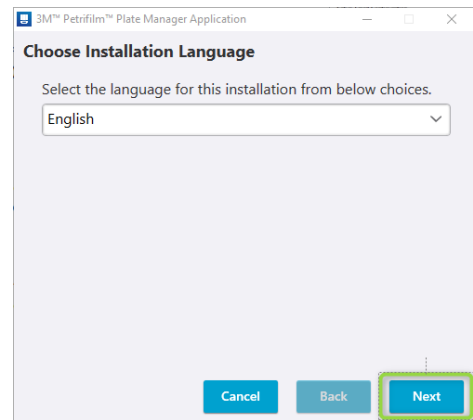 3M™ Petrifilm™ Plate Manager Application
Choose Installation Language
Select the language for this installation from below choices.
English
Cancel
Back
Next